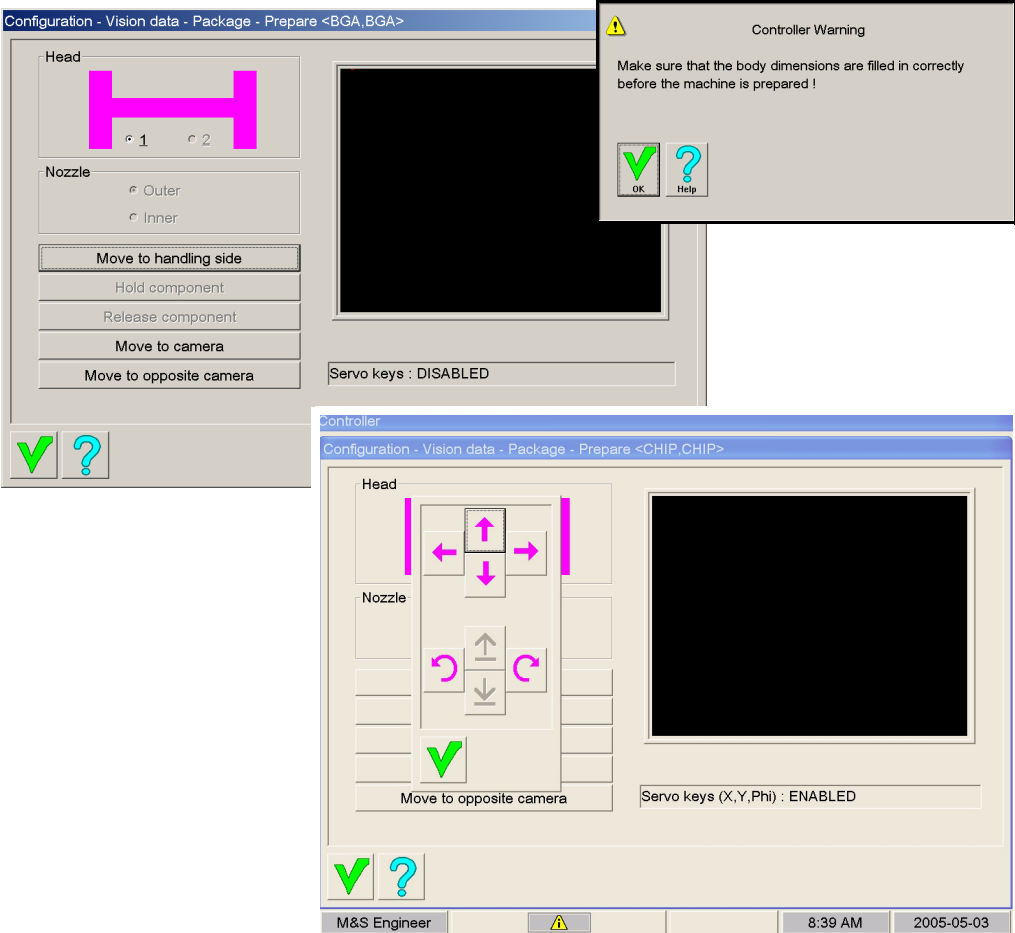 Configuration - Vision data - Package - Prepare <BGA,BGA>
Head
1
2
Nozzle
Outer
Inner
Move to handling side
Hold component
Release component
Move to camera
Move to opposite camera
Servo keys : DISABLED
Controller Warning
Make sure that the body dimensions are filled in correctly
before the machine is prepared !
OK
Help
Controller
Configuration - Vision data - Package - Prepare <CHIP,CHIP>
Head
Nozzle
Move to opposite camera
Servo keys (X,Y,Phi) : ENABLED
M&S Engineer
8:39 AM
2005-05-03